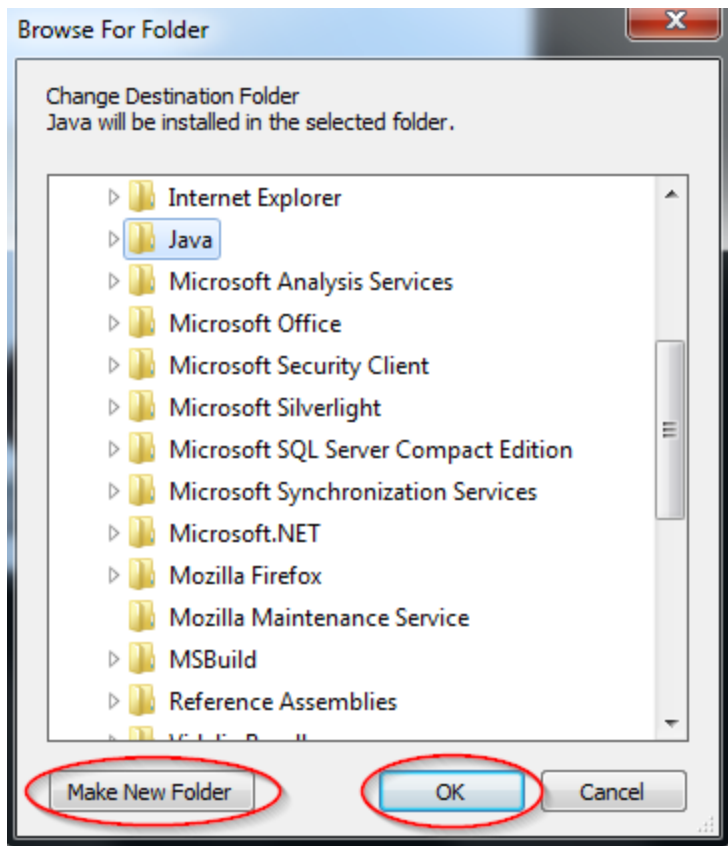 Browse For Folder
Change Destination Folder
Java will be installed in the selected folder.
Internet Explorer
Java
Microsoft Analysis Services
Microsoft Office
Microsoft Security Client
Microsoft Silverlight
Microsoft SQL Server Compact Edition
Microsoft Synchronization Services
Microsoft.NET
Mozilla Firefox
Mozilla Maintenance Service
MSBuild
Reference Assemblies
Make New Folder OK Cancel